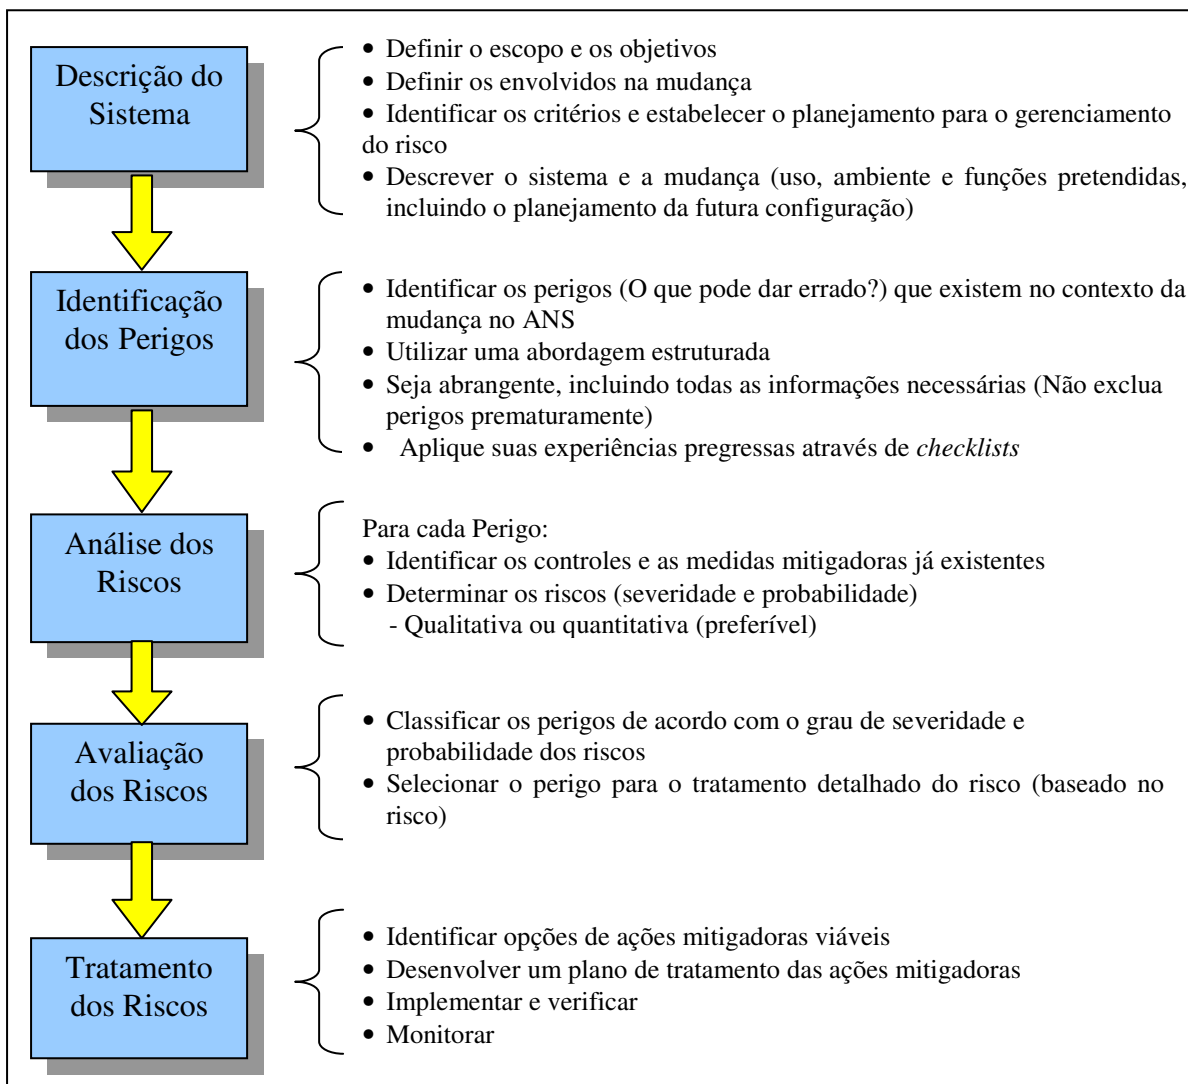 Descrição do
Sistema
• Definir o escopo e os objetivos
• Definir os envolvidos na mudança
• Identificar os critérios e estabelecer o planejamento para o gerenciamento
do risco
• Descrever o sistema e a mudança (uso, ambiente e funções pretendidas,
incluindo o planejamento da futura configuração)
Identificação
dos Perigos
• Identificar os perigos (O que pode dar errado?) que existem no contexto da
mudança no ANS
• Utilizar uma abordagem estruturada
• Seja abrangente, incluindo todas as informações necessárias (Não exclua
perigos prematuramente)
• Aplique suas experiências pregressas através de checklists
Análise dos
Riscos
Para cada Perigo:
• Identificar os controles e as medidas mitigadoras já existentes
• Determinar os riscos (severidade e probabilidade)
- Qualitativa ou quantitativa (preferível)
Avaliação
dos Riscos
• Classificar os perigos de acordo com o grau de severidade e
probabilidade dos riscos
• Selecionar o perigo para o tratamento detalhado do risco (baseado no
risco)
Tratamento
dos Riscos
• Identificar opções de ações mitigadoras viáveis
• Desenvolver um plano de tratamento das ações mitigadoras
• Implementar e verificar
• Monitorar